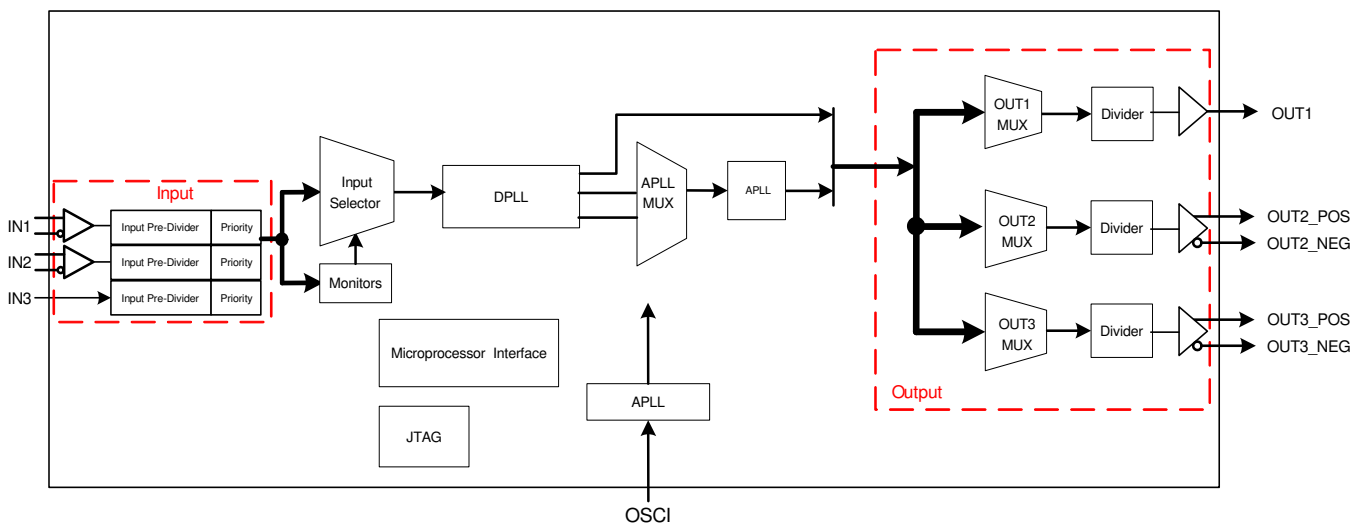 Input
IN1
Input Pre-Divider
Priority
IN2
Input Pre-Divider
Priority
IN3
Input Pre-Divider
Priority
Input
Selector
Monitors
DPLL
APLL
MUX
APLL
Microprocessor Interface
JTAG
APLL
OSCI
Output
OUT1
MUX
Divider
OUT1
OUT2
MUX
Divider
OUT2_POS
OUT2_NEG
OUT3
MUX
Divider
OUT3_POS
OUT3_NEG